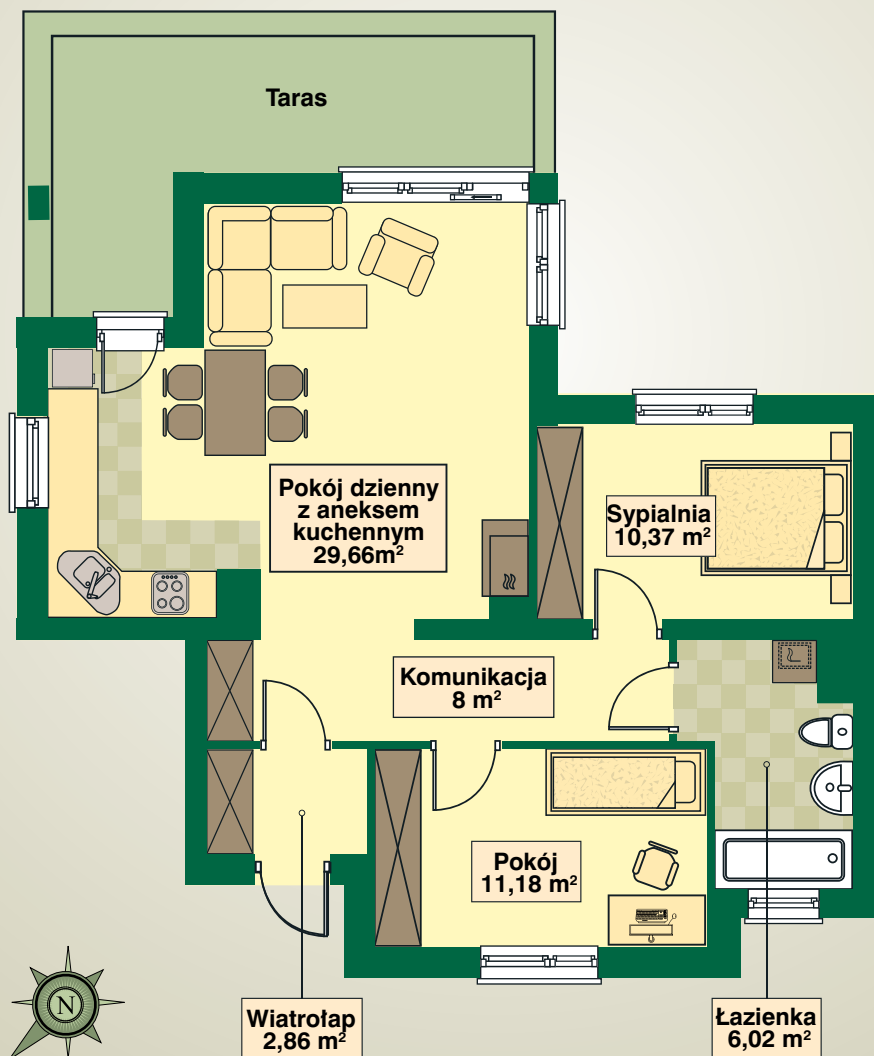 Taras
Pokój dzienny
z aneksem
kuchennym
29,66m²
Sypialnia
10,37 m²
Komunikacja
8 m²
Pokój
11,18 m²
Wiatrołap
2,86 m²
Łazienka
6,02 m²
N